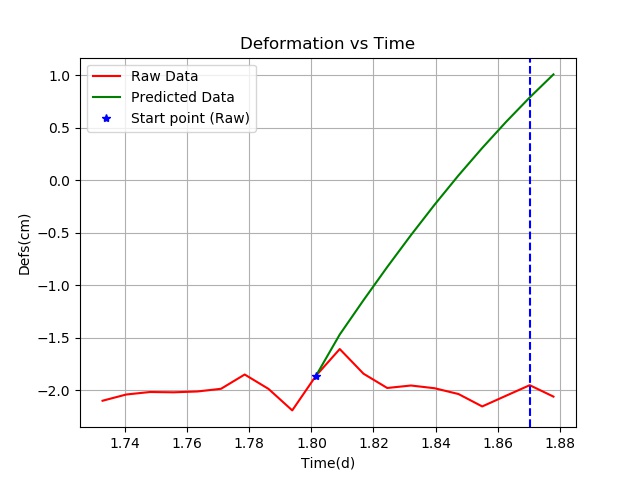 Deformation vs Time
Raw Data
Predicted Data
Start point (Raw)
1.0
0.5
0.0
−0.5
−1.0
−1.5
−2.0
Defs(cm)
1.74 1.76 1.78 1.80 1.82 1.84 1.86 1.88
Time(d)